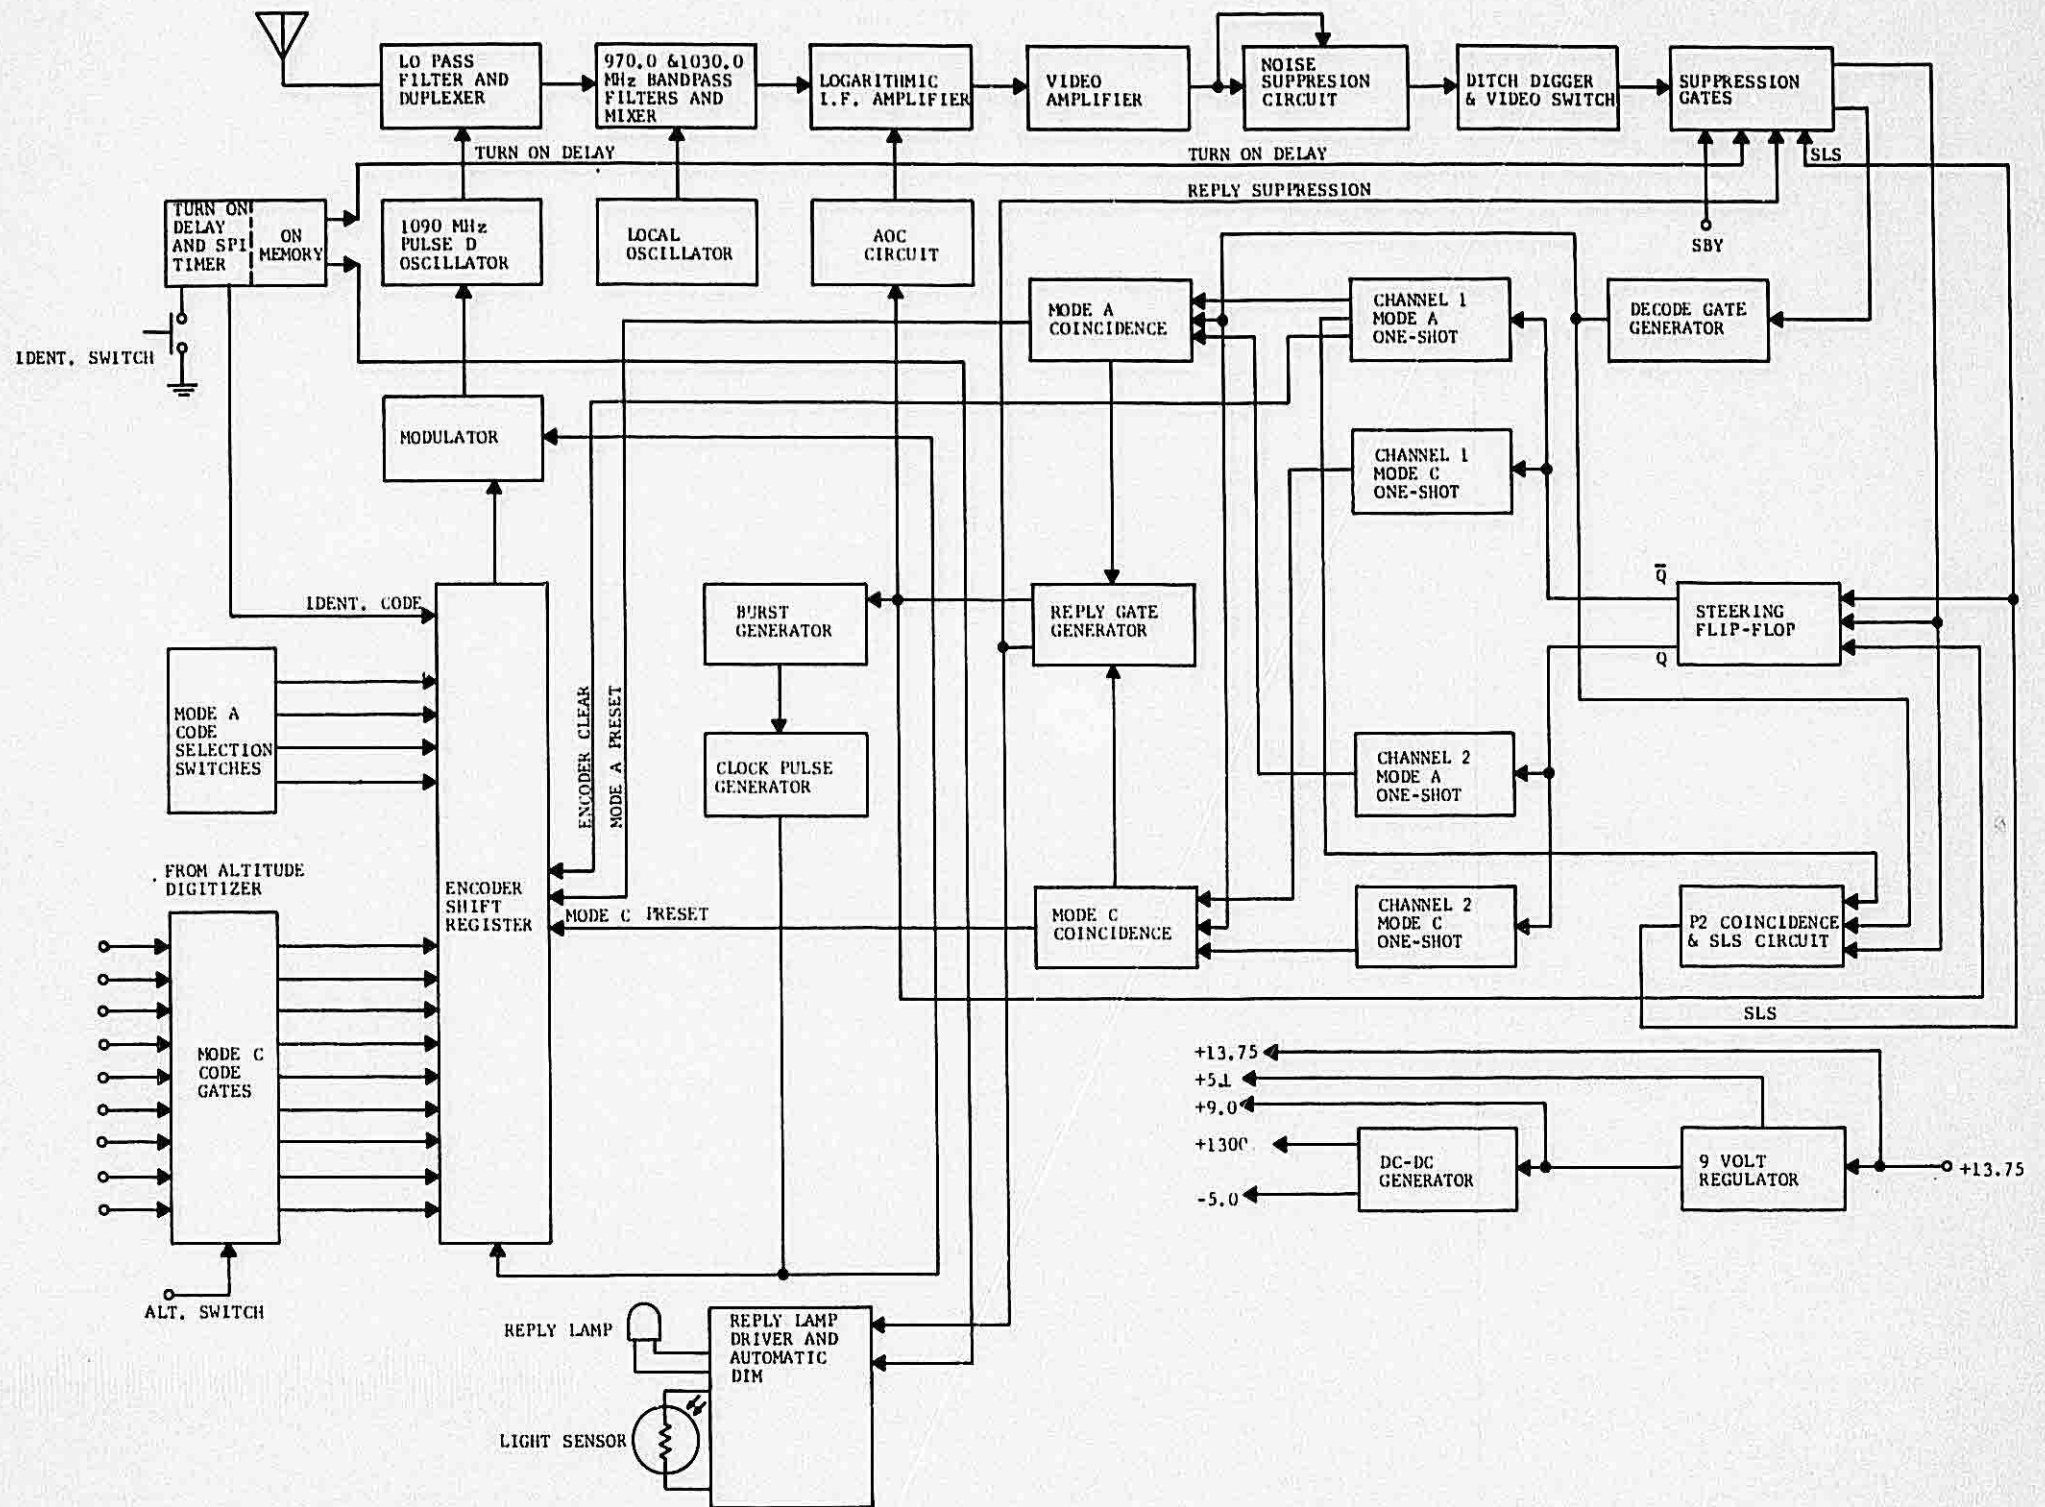 LO PASS
FILTER AND
DUPLEXER
970.0 &1030.0
MHz BANDPASS
FILTERS AND
MIXER
LOGARITHMIC
I.F. AMPLIFIER
VIDEO
AMPLIFIER
NOISE
SUPPRESION
CIRCUIT
DITCH DIGGER
& VIDEO SWITCH
SUPPRESSION
GATES
TURN ON DELAY
TURN ON DELAY
SLS
REPLY SUPPRESSION
TURN ON
DELAY
AND SPI
TIMER
ON
MEMORY
1090 MHz
PULSE D
OSCILLATOR
LOCAL
OSCILLATOR
AOC
CIRCUIT
SBY
MODE A
COINCIDENCE
CHANNEL 1
MODE A
ONE-SHOT
DECODE GATE
GENERATOR
IDENT. SWITCH
MODULATOR
CHANNEL 1
MODE C
ONE-SHOT
IDENT. CODE
BURST
GENERATOR
REPLY GATE
GENERATOR
Q̅
STEERING
FLIP-FLOP
Q
MODE A
CODE
SELECTION
SWITCHES
ENCODER CLEAR
MODE A PRESET
CLOCK PULSE
GENERATOR
CHANNEL 2
MODE A
ONE-SHOT
FROM ALTITUDE
DIGITIZER
ENCODER
SHIFT
REGISTER
MODE C PRESET
MODE C
COINCIDENCE
CHANNEL 2
MODE C
ONE-SHOT
P2 COINCIDENCE
& SLS CIRCUIT
SLS
MODE C
CODE
GATES
+13.75
+5.1
+9.0
+1300
-5.0
DC-DC
GENERATOR
9 VOLT
REGULATOR
+13.75
ALT. SWITCH
REPLY LAMP
REPLY LAMP
DRIVER AND
AUTOMATIC
DIM
LIGHT SENSOR